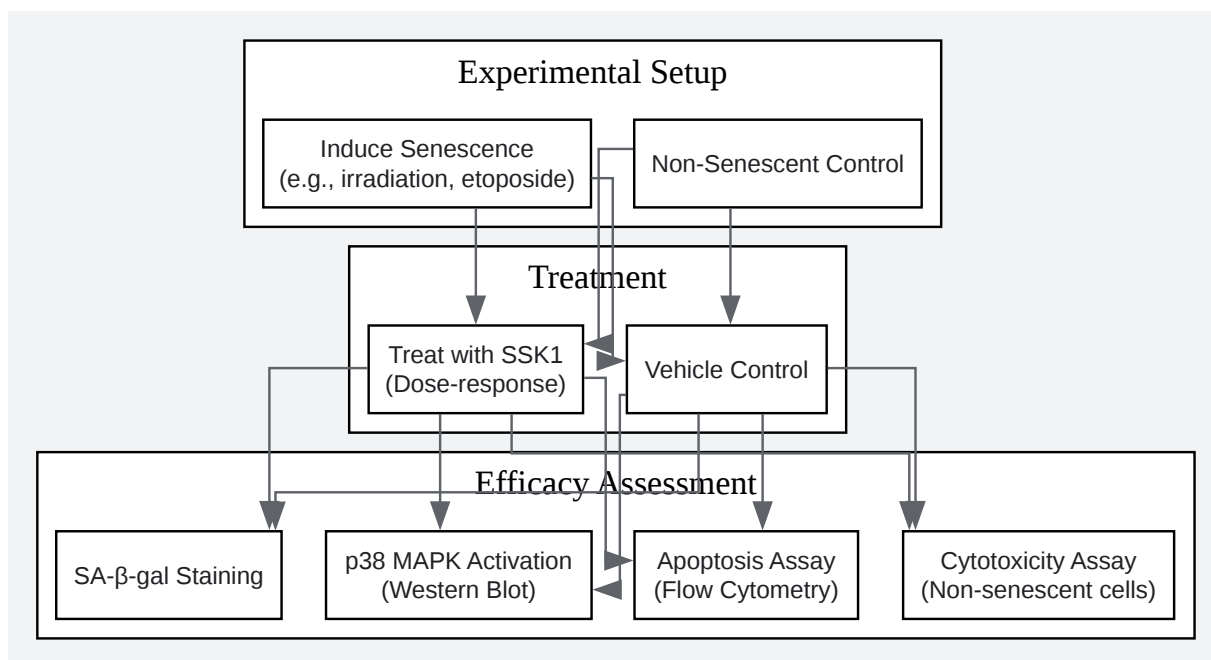 Experimental Setup
Induce Senescence
(e.g., irradiation, etoposide)
Non-Senescent Control
Treatment
Treat with SSK1
(Dose-response)
Vehicle Control
Efficacy Assessment
SA-β-gal Staining
p38 MAPK Activation
(Western Blot)
Apoptosis Assay
(Flow Cytometry)
Cytotoxicity Assay
(Non-senescent cells)